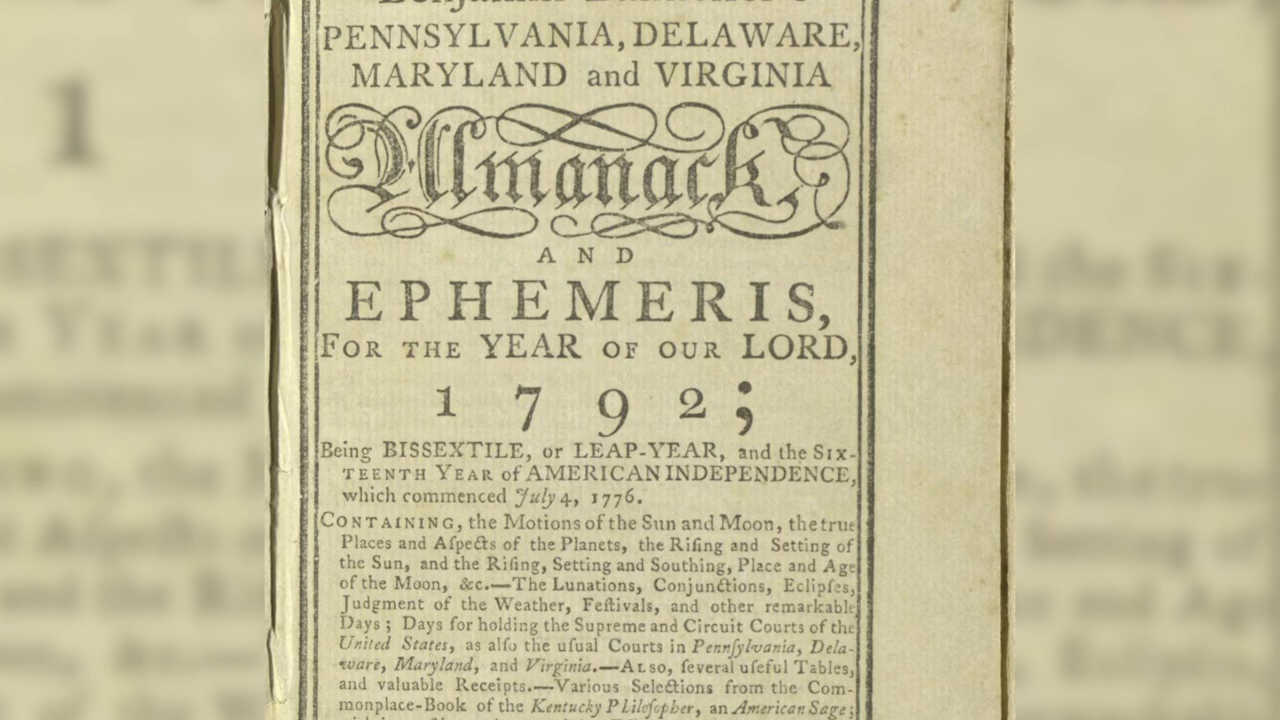 PENNSYLVANIA, DELAWARE,
MARYLAND and VIRGINIA
Almanack,
AND
EPHEMERIS,
FOR THE YEAR OF OUR LORD,
1792;
Being BISSEXTILE, or LEAP-YEAR, and the SIX-
TEENTH YEAR of AMERICAN INDEPENDENCE,
which commenced July 4, 1776.
CONTAINING, the Motions of the Sun and Moon, the true
Places and Aſpects of the Planets, the Riſing and Setting of
the Sun, and the Riſing, Setting and Southing, Place and Age
of the Moon, &c.—The Lunations, Conjunctions, Eclipſes,
Judgment of the Weather, Feſtivals, and other remarkable
Days; Days for holding the Supreme and Circuit Courts of the
United States, as alſo the uſual Courts in Pennſylvania, Dela-
ware, Maryland, and Virginia.—ALSO, ſeveral uſeful Tables,
and valuable Receipts.—Various Selections from the Com-
monplace-Book of the Kentucky Philoſopher, an American Sage;